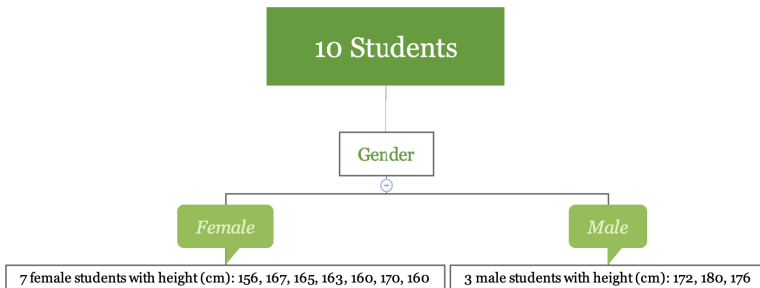 10 Students
Gender
Female
Male
7 female students with height (cm): 156, 167, 165, 163, 160, 170, 160
3 male students with height (cm): 172, 180, 176